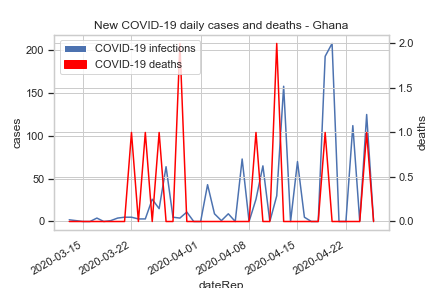 New COVID-19 daily cases and deaths - Ghana
COVID-19 infections
COVID-19 deaths
200
150
100
50
0
cases
2.0
1.5
1.0
0.5
0.0
deaths
2020-03-15
2020-03-22
2020-04-01
2020-04-08
2020-04-15
2020-04-22
dateRep